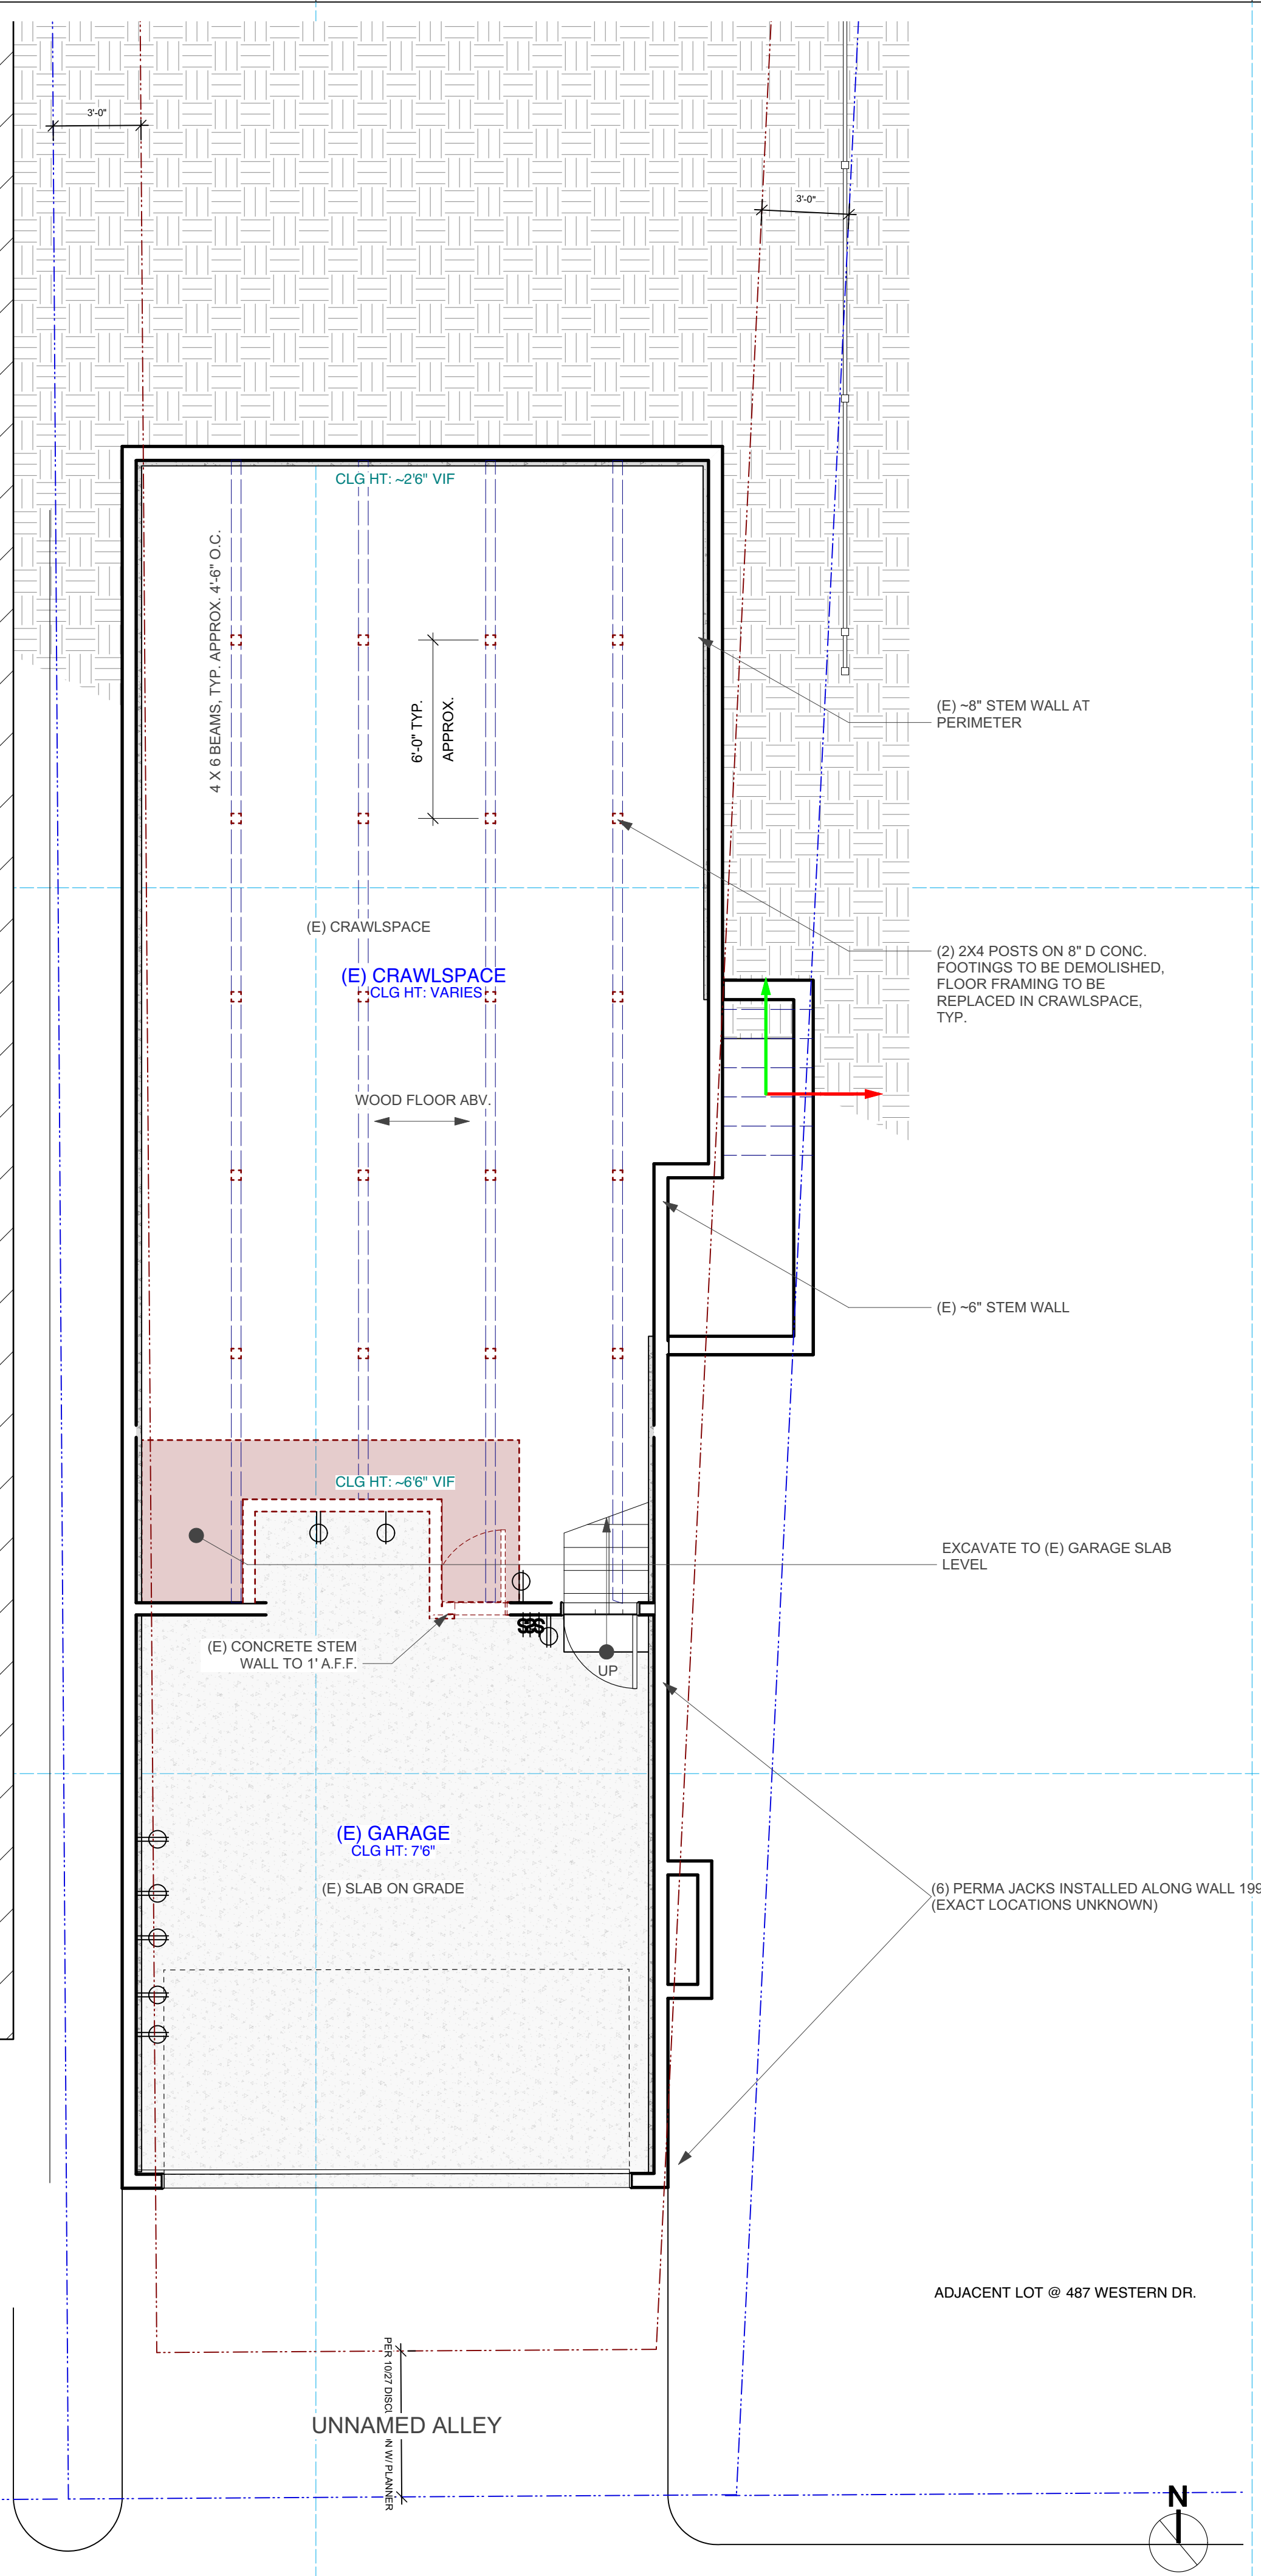 3'-0"
3'-0"
CLG HT: ~2'6" VIF
4 X 6 BEAMS, TYP. APPROX. 4'-6" O.C.
6'-0" TYP.
APPROX.
(E) ~8" STEM WALL AT
PERIMETER
(E) CRAWLSPACE
(E) CRAWLSPACE
CLG HT: VARIES
(2) 2X4 POSTS ON 8" D CONC.
FOOTINGS TO BE DEMOLISHED,
FLOOR FRAMING TO BE
REPLACED IN CRAWLSPACE,
TYP.
WOOD FLOOR ABV.
(E) ~6" STEM WALL
CLG HT: ~6'6" VIF
EXCAVATE TO (E) GARAGE SLAB
LEVEL
(E) CONCRETE STEM
WALL TO 1' A.F.F.
UP
(E) GARAGE
CLG HT: 7'6"
(E) SLAB ON GRADE
(6) PERMA JACKS INSTALLED ALONG WALL 199
(EXACT LOCATIONS UNKNOWN)
ADJACENT LOT @ 487 WESTERN DR.
PER 10/27 W/ PLANNER
UNNAMED ALLEY
N